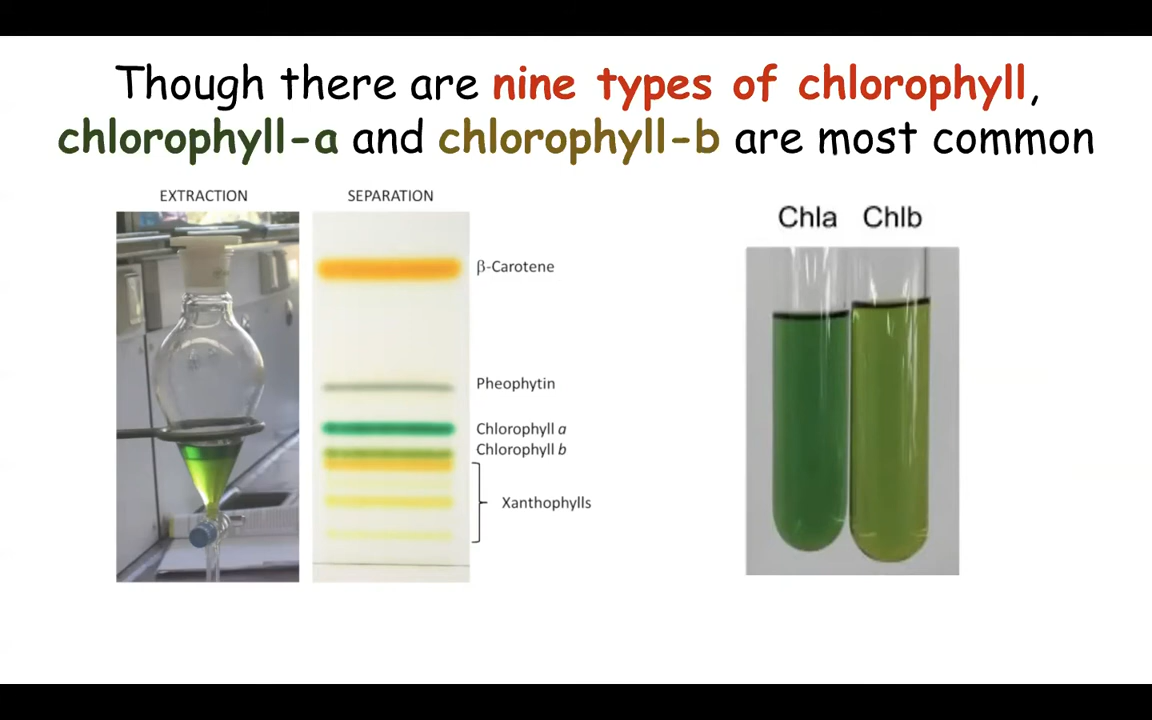 Though there are nine types of chlorophyll,
chlorophyll-a and chlorophyll-b are most common
EXTRACTION
SEPARATION
β-Carotene
Pheophytin
Chlorophyll a
Chlorophyll b
Xanthophylls
Chla Chlb